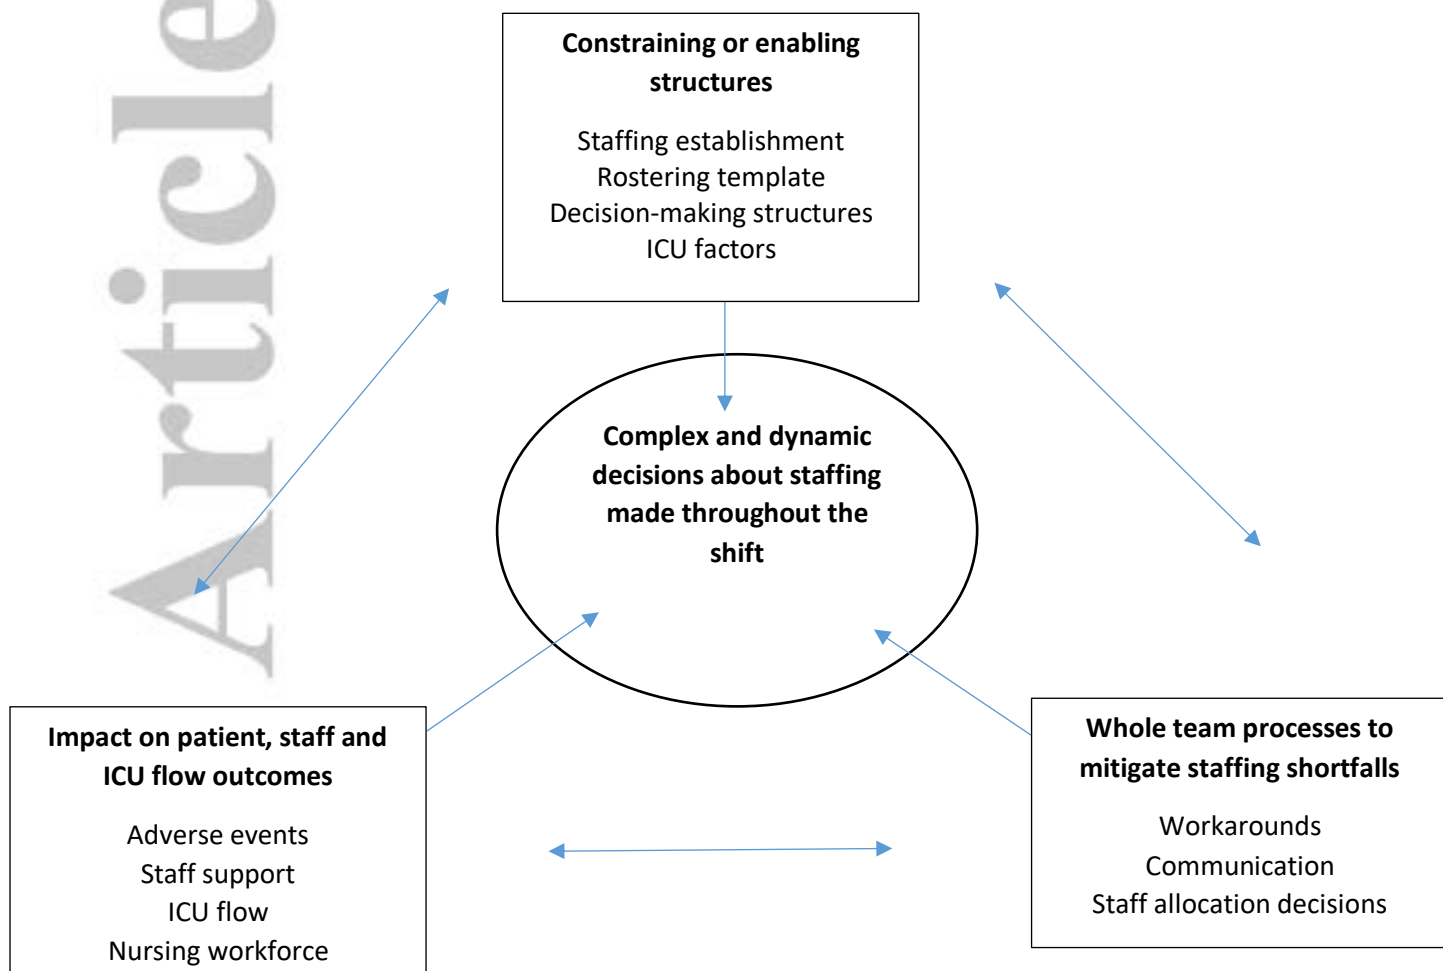 Article
Constraining or enabling
structures
Staffing establishment
Rostering template
Decision-making structures
ICU factors
Complex and dynamic
decisions about staffing
made throughout the
shift
Impact on patient, staff and
ICU flow outcomes
Adverse events
Staff support
ICU flow
Nursing workforce
Whole team processes to
mitigate staffing shortfalls
Workarounds
Communication
Staff allocation decisions